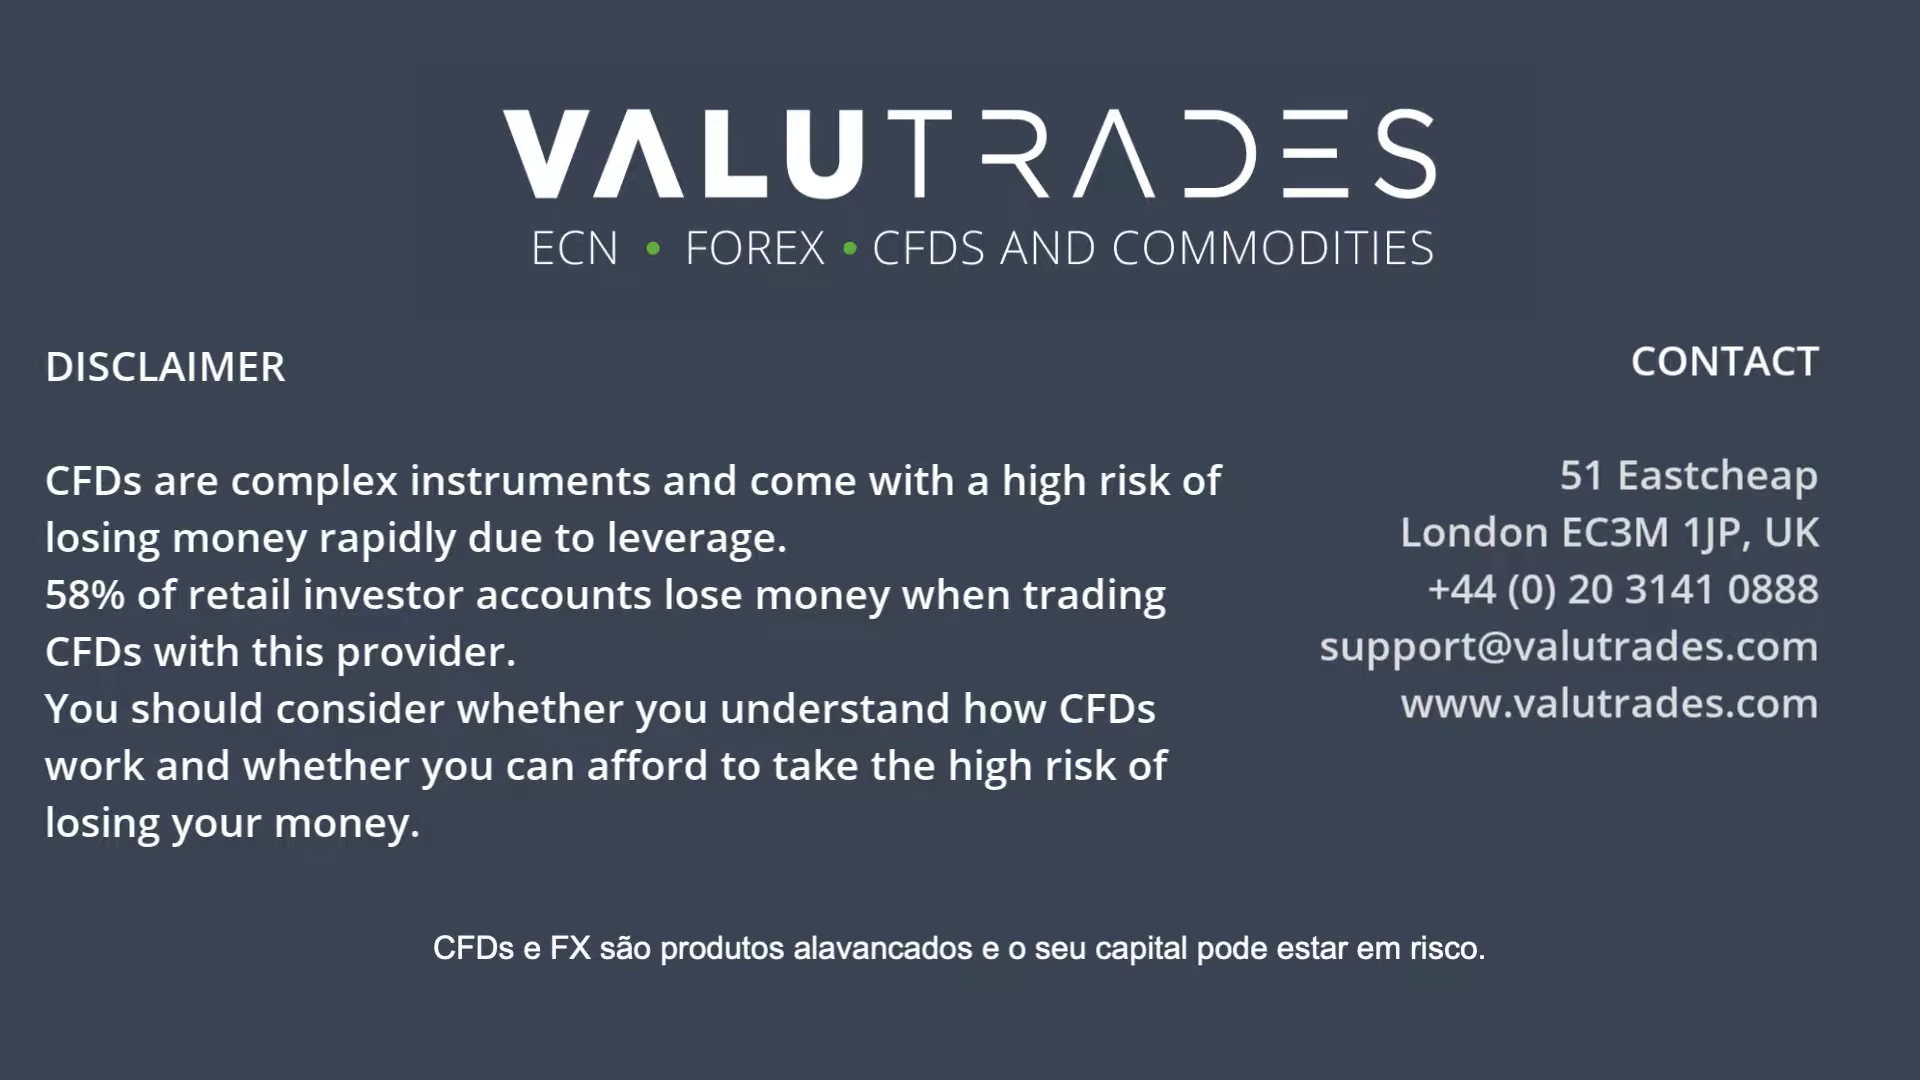 VALUTRADES
ECN • FOREX • CFDS AND COMMODITIES
DISCLAIMER
CFDs are complex instruments and come with a high risk of
losing money rapidly due to leverage.
58% of retail investor accounts lose money when trading
CFDs with this provider.
You should consider whether you understand how CFDs
work and whether you can afford to take the high risk of
losing your money.
CONTACT
51 Eastcheap
London EC3M 1JP, UK
+44 (0) 20 3141 0888
support@valutrades.com
www.valutrades.com
CFDs e FX são produtos alavancados e o seu capital pode estar em risco.